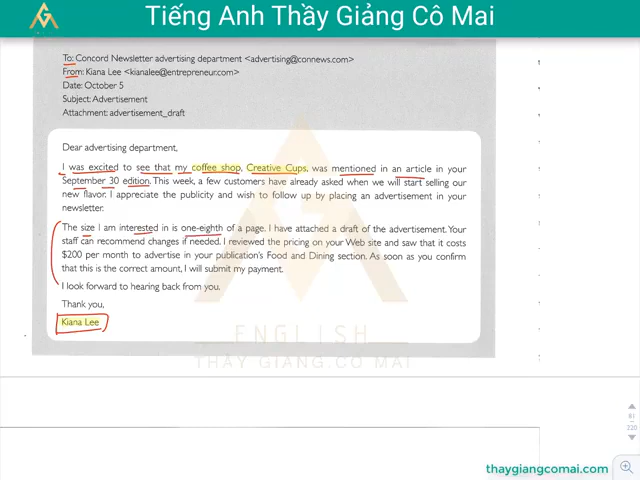 Tiếng Anh Thầy Giảng Cô Mai
To: Concord Newsletter advertising department <advertising@connews.com>
From: Kiana Lee <kianalee@entrepreneur.com>
Date: October 5
Subject: Advertisement
Attachment: advertisement_draft
Dear advertising department,
I was excited to see that my coffee shop, Creative Cups, was mentioned in an article in your
September 30 edition. This week, a few customers have already asked when we will start selling our
new flavor. I appreciate the publicity and wish to follow up by placing an advertisement in your
newsletter.
The size I am interested in is one-eighth of a page. I have attached a draft of the advertisement. Your
staff can recommend changes if needed. I reviewed the pricing on your Web site and saw that it costs
$200 per month to advertise in your publication's Food and Dining section. As soon as you confirm
that this is the correct amount, I will submit my payment.
I look forward to hearing back from you.
Thank you,
Kiana Lee
ENGLISH
THẦY GIẢNG CÔ MAI
81
220
thaygiangcomai.com